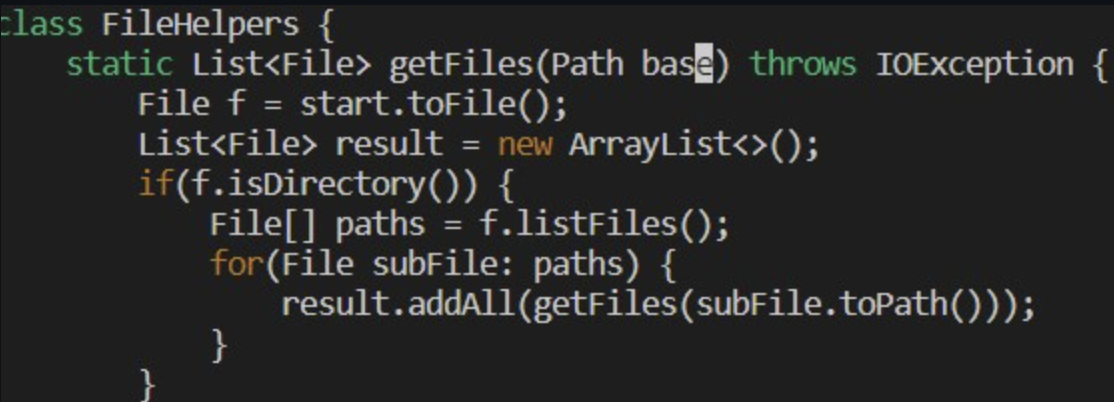 class FileHelpers {
    static List<File> getFiles(Path base) throws IOException {
        File f = start.toFile();
        List<File> result = new ArrayList<>();
        if(f.isDirectory()) {
            File[] paths = f.listFiles();
            for(File subFile: paths) {
                result.addAll(getFiles(subFile.toPath()));
            }
        }